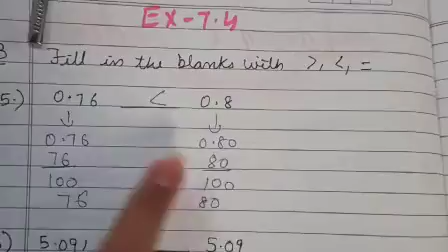 EX-7.4
Fill in the blanks with >, <, =
5.) 0.76 < 0.8
↓ ↓
0.76 0.80
76 80
100 100
76 80
) 5.091 5.09